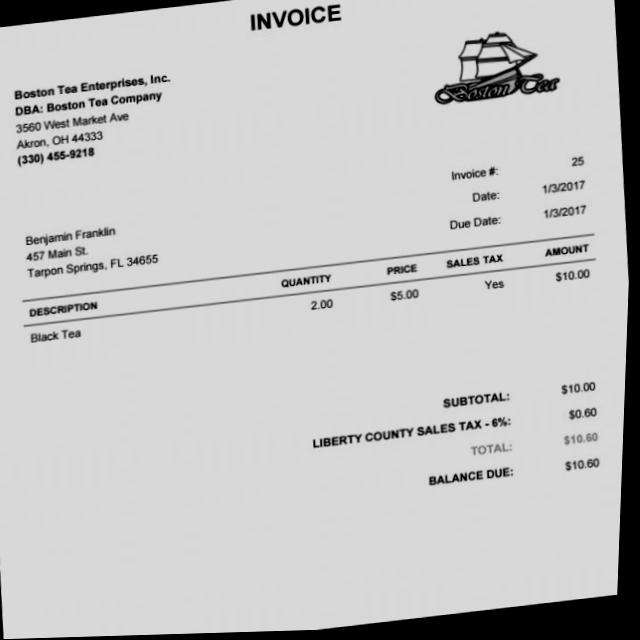 INVOICE
Boston Tea
Boston Tea Enterprises, Inc.
DBA: Boston Tea Company
3560 West Market Ave
Akron, OH 44333
(330) 455-9218
Invoice #: 25
Date: 1/3/2017
Due Date: 1/3/2017
Benjamin Franklin
457 Main St.
Tarpon Springs, FL 34655
DESCRIPTION QUANTITY PRICE SALES TAX AMOUNT
Black Tea 2.00 $5.00 Yes $10.00
SUBTOTAL: $10.00
LIBERTY COUNTY SALES TAX - 6%: $0.60
TOTAL: $10.60
BALANCE DUE: $10.60